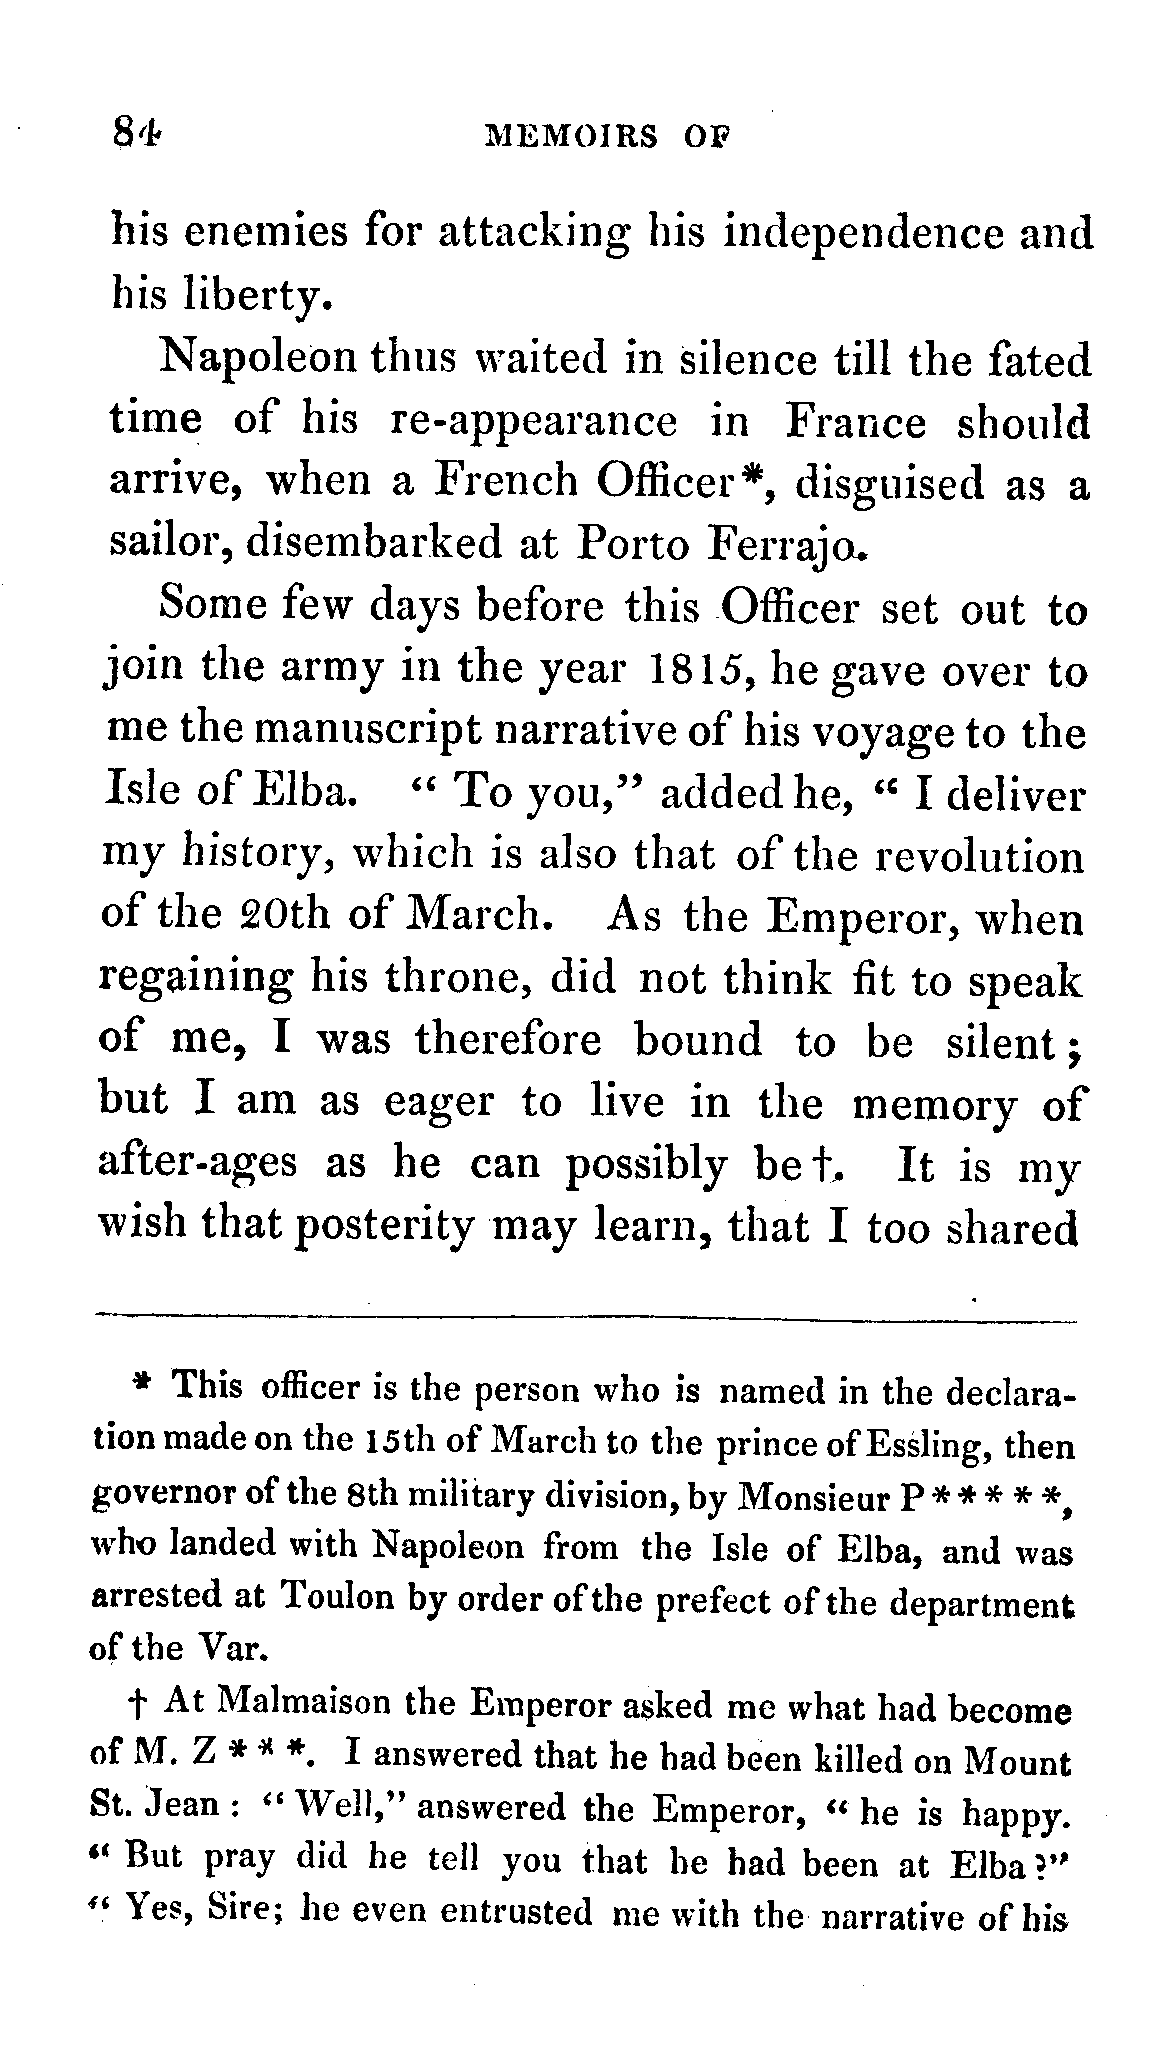 84 MEMOIRS OF
his enemies for attacking his independence and
his liberty.
Napoleon thus waited in silence till the fated
time of his re-appearance in France should
arrive, when a French Officer*, disguised as a
sailor, disembarked at Porto Ferrajo.
Some few days before this Officer set out to
join the army in the year 1815, he gave over to
me the manuscript narrative of his voyage to the
Isle of Elba. “ To you,” added he, “ I deliver
my history, which is also that of the revolution
of the 20th of March. As the Emperor, when
regaining his throne, did not think fit to speak
of me, I was therefore bound to be silent ;
but I am as eager to live in the memory of
after-ages as he can possibly be †. It is my
wish that posterity may learn, that I too shared
* This officer is the person who is named in the declara-
tion made on the 15th of March to the prince of Essling, then
governor of the 8th military division, by Monsieur P * * * * *,
who landed with Napoleon from the Isle of Elba, and was
arrested at Toulon by order of the prefect of the department
of the Var.
† At Malmaison the Emperor asked me what had become
of M. Z * * *. I answered that he had been killed on Mount
St. Jean : “ Well,” answered the Emperor, “ he is happy.
“ But pray did he tell you that he had been at Elba ?”
“ Yes, Sire; he even entrusted me with the narrative of his